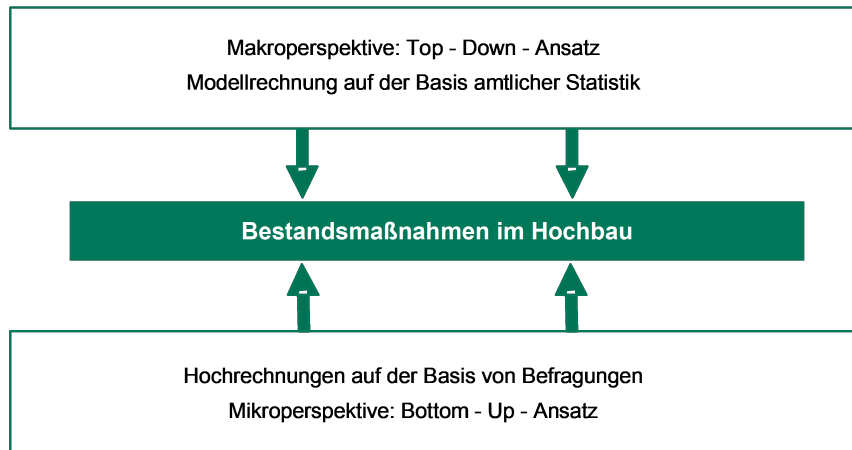 Makroperspektive: Top - Down - Ansatz
Modellrechnung auf der Basis amtlicher Statistik
Bestandsmaßnahmen im Hochbau
Hochrechnungen auf der Basis von Befragungen
Mikroperspektive: Bottom - Up - Ansatz